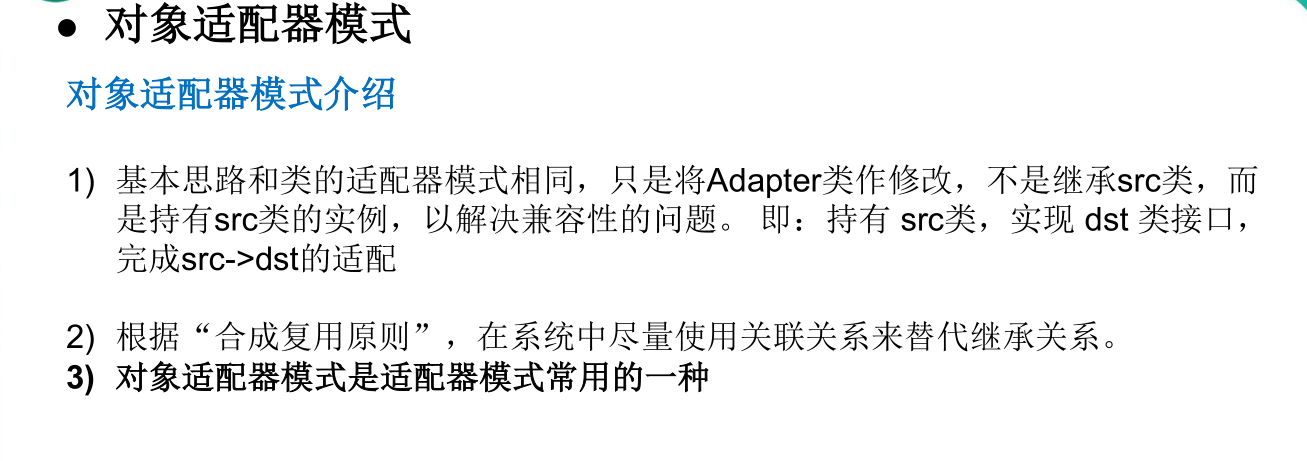 ● 对象适配器模式
对象适配器模式介绍
1) 基本思路和类的适配器模式相同，只是将Adapter类作修改，不是继承src类，而
是持有src类的实例，以解决兼容性的问题。 即：持有 src类，实现 dst 类接口，
完成src->dst的适配
2) 根据“合成复用原则”，在系统中尽量使用关联关系来替代继承关系。
3) 对象适配器模式是适配器模式常用的一种